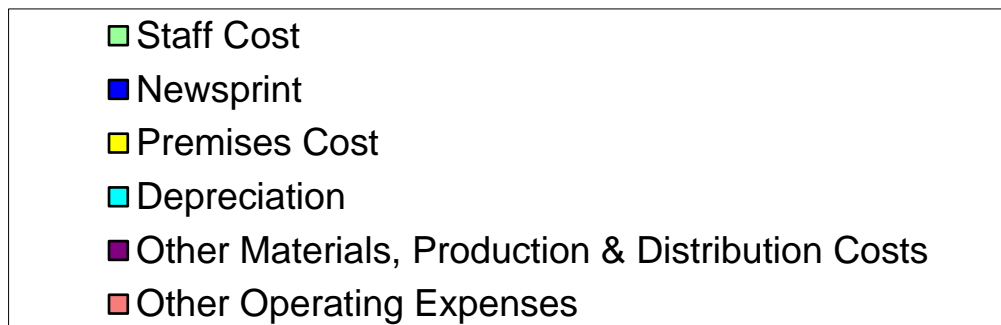 Staff Cost
Newsprint
Premises Cost
Depreciation
Other Materials, Production & Distribution Costs
Other Operating Expenses